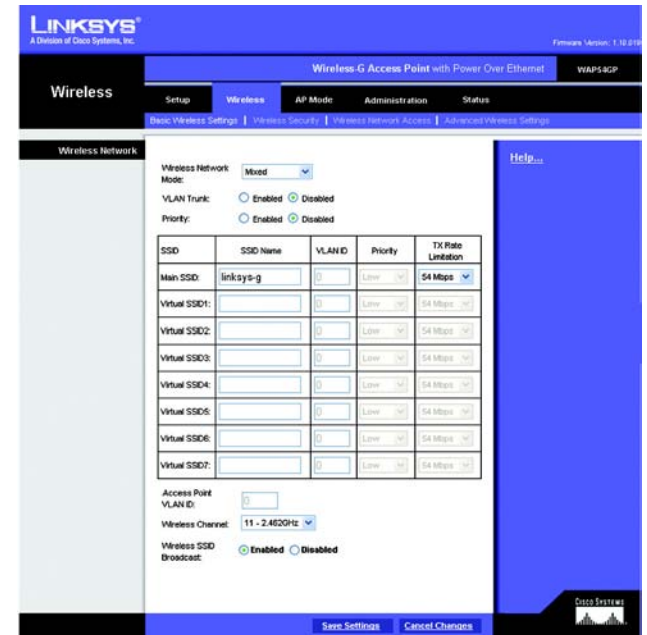 LINKSYS®
A Division of Cisco Systems, Inc.
Firmware Version: 1.10.019
Wireless-G Access Point with Power Over Ethernet WAP54GP
Wireless
Setup Wireless AP Mode Administration Status
Basic Wireless Settings | Wireless Security | Wireless Network Access | Advanced Wireless Settings
Wireless Network
Help...
Wireless Network Mode: Mixed
VLAN Trunk: Enabled Disabled
Priority: Enabled Disabled
SSID SSID Name VLAN ID Priority TX Rate Limitation
Main SSID: linksys-g 0 Low 54 Mbps
Virtual SSID1: 0 Low 54 Mbps
Virtual SSID2: 0 Low 54 Mbps
Virtual SSID3: 0 Low 54 Mbps
Virtual SSID4: 0 Low 54 Mbps
Virtual SSID5: 0 Low 54 Mbps
Virtual SSID6: 0 Low 54 Mbps
Virtual SSID7: 0 Low 54 Mbps
Access Point VLAN ID: 0
Wireless Channel: 11 - 2.462GHz
Wireless SSID Broadcast: Enabled Disabled
Save Settings Cancel Changes
CISCO SYSTEMS